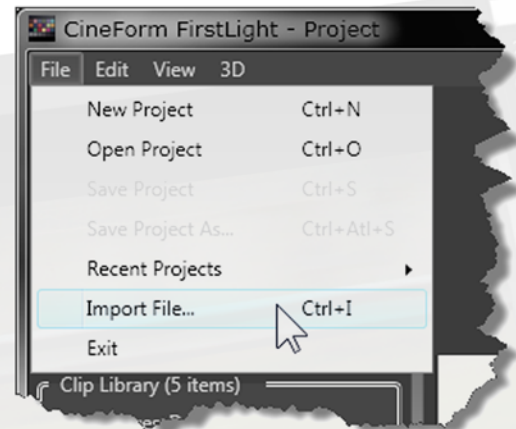 CineForm FirstLight - Project
File Edit View 3D
New Project Ctrl+N
Open Project Ctrl+O
Save Project Ctrl+S
Save Project As... Ctrl+Atl+S
Recent Projects
Import File... Ctrl+I
Exit
Clip Library (5 items)